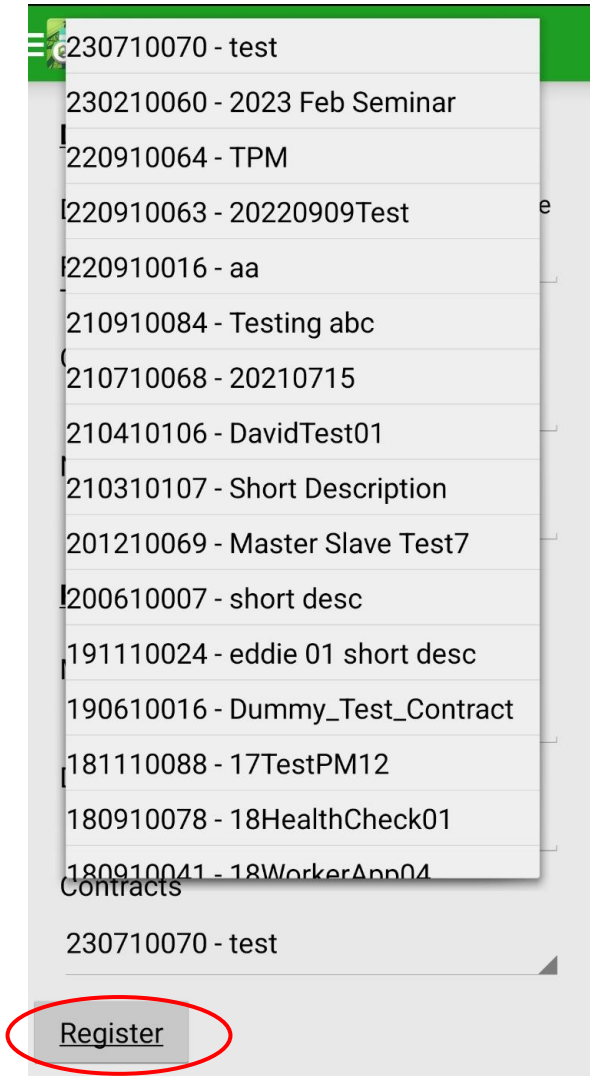 230710070 - test
230210060 - 2023 Feb Seminar
220910064 - TPM
220910063 - 20220909Test
220910016 - aa
210910084 - Testing abc
210710068 - 20210715
210410106 - DavidTest01
210310107 - Short Description
201210069 - Master Slave Test7
200610007 - short desc
191110024 - eddie 01 short desc
190610016 - Dummy_Test_Contract
181110088 - 17TestPM12
180910078 - 18HealthCheck01
180910041 - 18WorkerApp04
Contracts
230710070 - test
Register